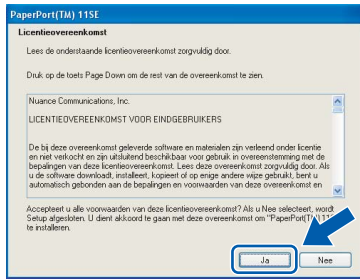 PaperPort(TM) 11SE
Licentieovereenkomst
Lees de onderstaande licentieovereenkomst zorgvuldig door.
Druk op de toets Page Down om de rest van de overeenkomst te zien.
Nuance Communications, Inc.
LICENTIEOVEREENKOMST VOOR EINDGEBRUIKERS
De bij deze overeenkomst geleverde software en materialen zijn verleend onder licentie
en niet verkocht en zijn uitsluitend beschikbaar voor gebruik in overeenstemming met de
bepalingen van deze licentieovereenkomst. Lees deze overeenkomst zorgvuldig door. Als
u de software downloadt, installeert, kopieert of op enige andere wijze gebruikt, bent u
automatisch gebonden aan de bepalingen en voorwaarden van deze overeenkomst en
Accepteert u alle voorwaarden van deze licentieovereenkomst? Als u Nee selecteert, wordt
Setup afgesloten. U dient akkoord te gaan met deze overeenkomst om "PaperPort(TM) 11
te installeren.
Ja
Nee